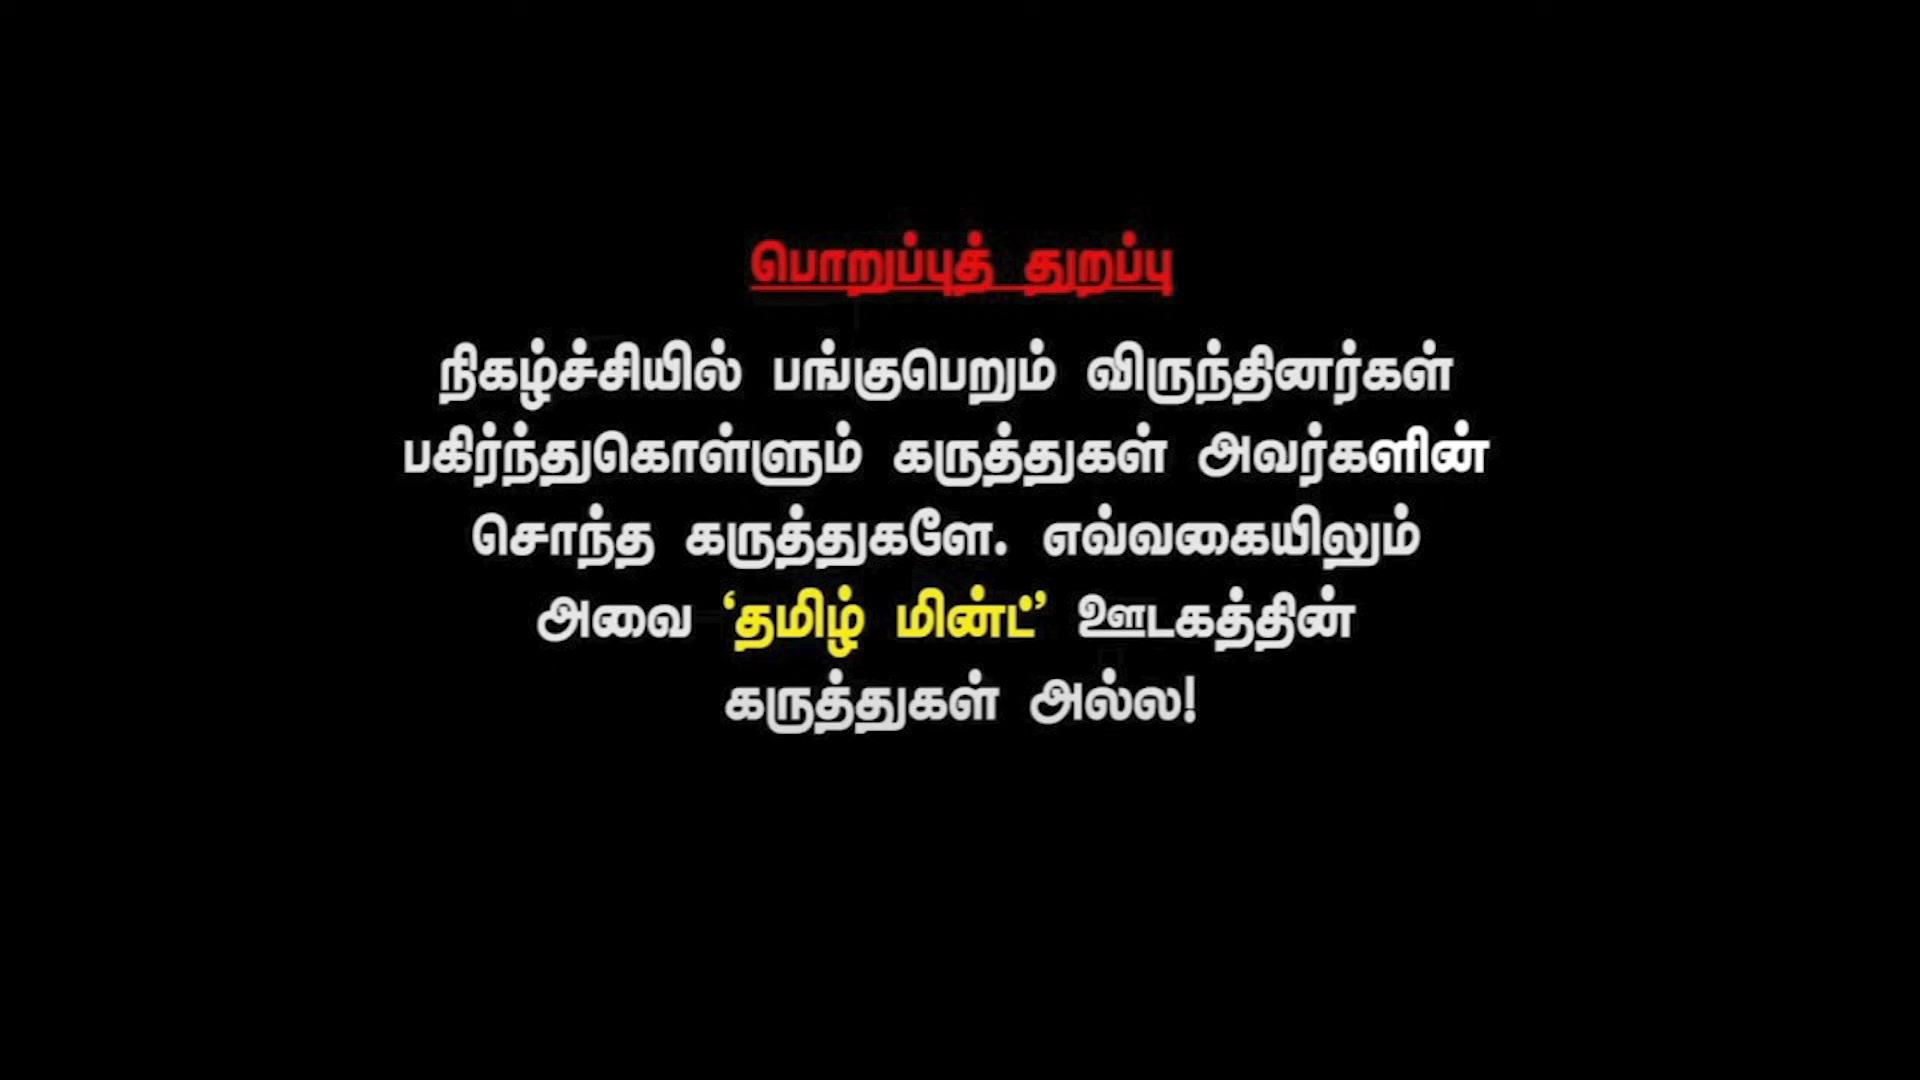 பொறுப்புத் துறப்பு
நிகழ்ச்சியில் பங்குபெறும் விருந்தினர்கள்
பகிர்ந்துகொள்ளும் கருத்துகள் அவர்களின்
சொந்த கருத்துகளே. எவ்வகையிலும்
அவை ‘தமிழ் மின்ட்’ ஊடகத்தின்
கருத்துகள் அல்ல!